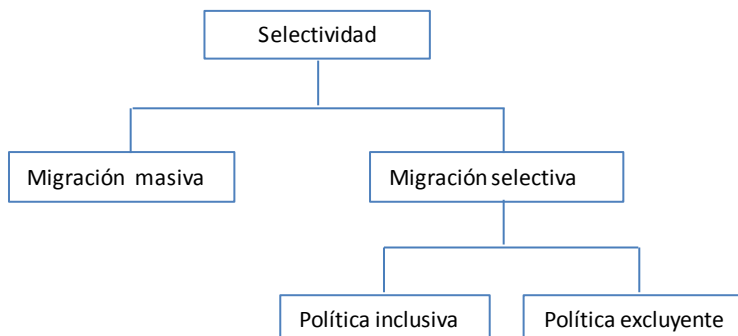 Selectividad
Migración masiva
Migración selectiva
Política inclusiva
Política excluyente